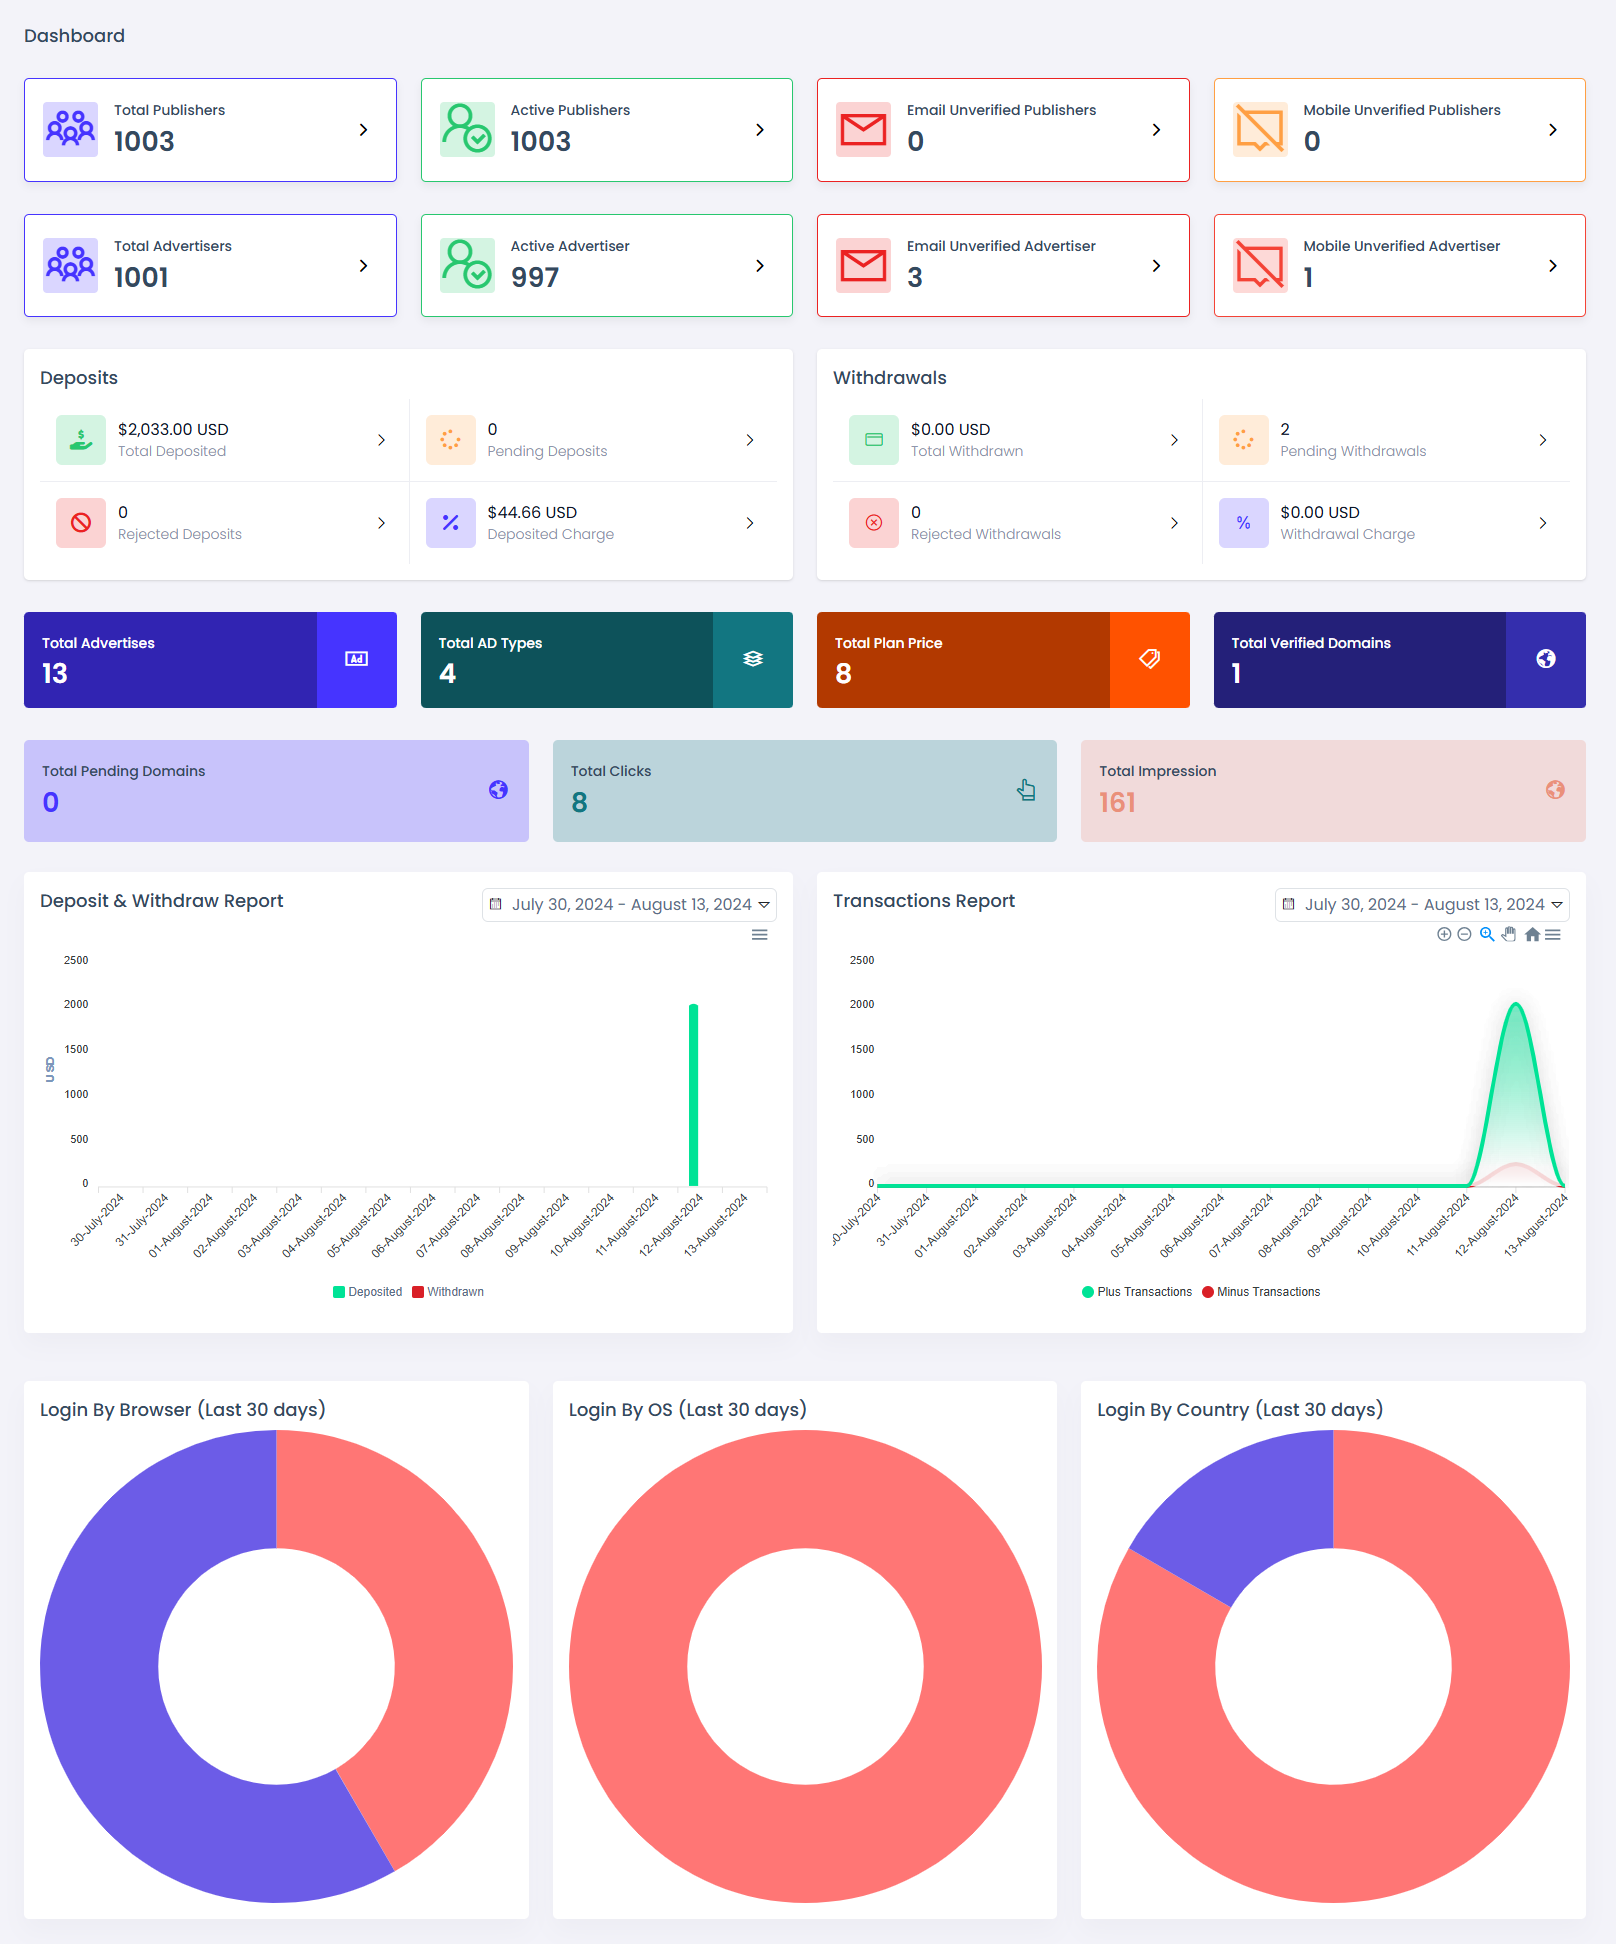 Dashboard
Total Publishers
1003
Active Publishers
1003
Email Unverified Publishers
0
Mobile Unverified Publishers
0
Total Advertisers
1001
Active Advertiser
997
Email Unverified Advertiser
3
Mobile Unverified Advertiser
1
Deposits
$2,033.00 USD
Total Deposited
0
Pending Deposits
0
Rejected Deposits
$44.66 USD
Deposited Charge
Withdrawals
$0.00 USD
Total Withdrawn
2
Pending Withdrawals
0
Rejected Withdrawals
$0.00 USD
Withdrawal Charge
Total Advertises
13
Ad
Total AD Types
4
Total Plan Price
8
Total Verified Domains
1
Total Pending Domains
0
Total Clicks
8
Total Impression
161
Deposit & Withdraw Report
July 30, 2024 - August 13, 2024
2500
2000
1500
1000
500
0
USD
30-July-2024
31-July-2024
01-August-2024
02-August-2024
03-August-2024
04-August-2024
05-August-2024
06-August-2024
07-August-2024
08-August-2024
09-August-2024
10-August-2024
11-August-2024
12-August-2024
13-August-2024
Deposited
Withdrawn
Transactions Report
July 30, 2024 - August 13, 2024
2500
2000
1500
1000
500
0
0-July-2024
31-July-2024
01-August-2024
02-August-2024
03-August-2024
04-August-2024
05-August-2024
06-August-2024
07-August-2024
08-August-2024
09-August-2024
10-August-2024
11-August-2024
12-August-2024
13-August-2024
Plus Transactions
Minus Transactions
Login By Browser (Last 30 days)
Login By OS (Last 30 days)
Login By Country (Last 30 days)